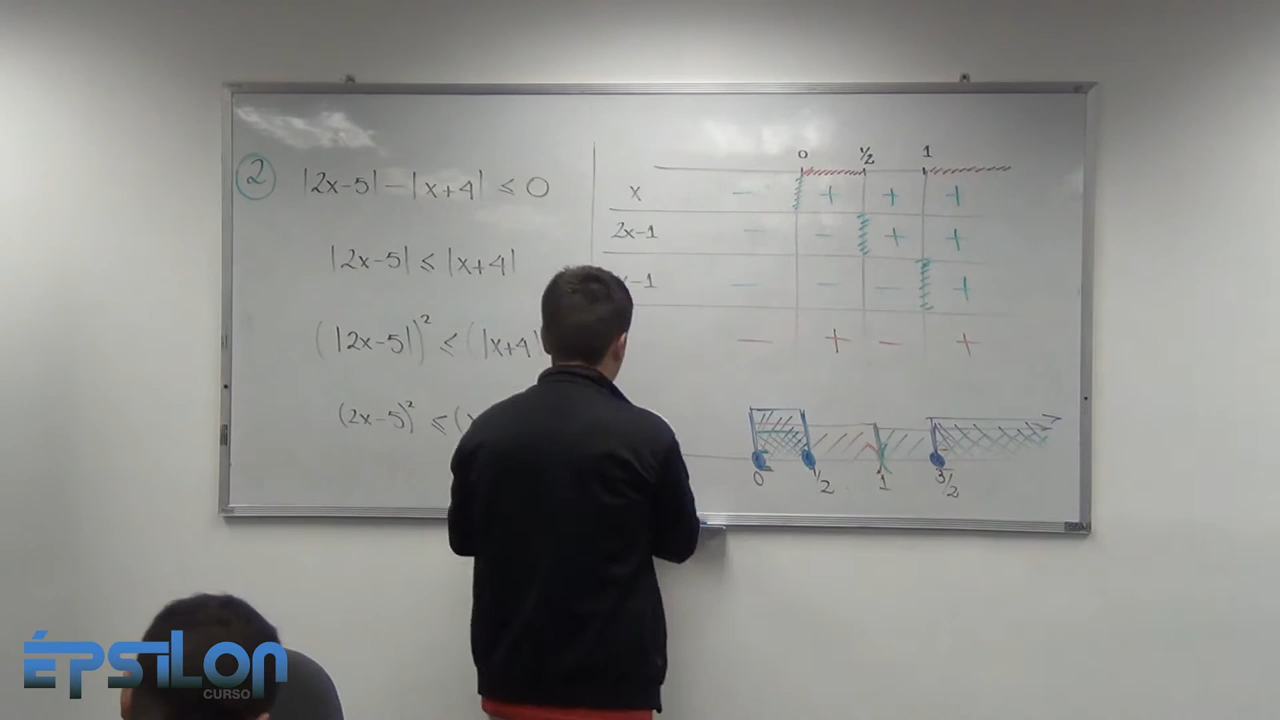 2
|2x-5| - |x+4| ≤ 0
|2x-5| ≤ |x+4|
(|2x-5|)² ≤ (|x+4|
(2x-5)² ≤ (x
0 1/2 1
x - + + +
2x-1 - - + +
-1 - - - +
- + - +
0 1/2 1 3/2
ÉPSILON
CURSO